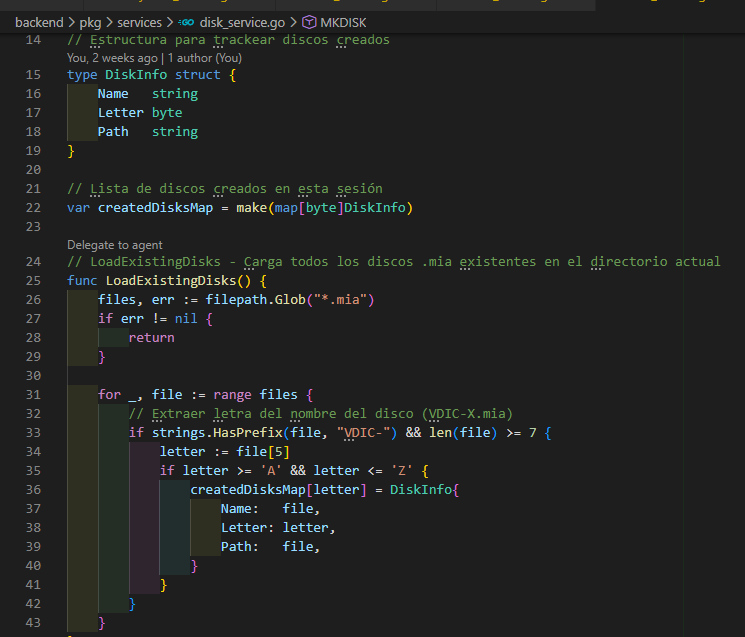 backend > pkg > services > disk_service.go > MKDISK
14 // Estructura para trackear discos creados
You, 2 weeks ago | 1 author (You)
15 type DiskInfo struct {
16     Name   string
17     Letter byte
18     Path   string
19 }
20
21 // Lista de discos creados en esta sesión
22 var createdDisksMap = make(map[byte]DiskInfo)
23
Delegate to agent
24 // LoadExistingDisks - Carga todos los discos .mia existentes en el directorio actual
25 func LoadExistingDisks() {
26     files, err := filepath.Glob("*.mia")
27     if err != nil {
28         return
29     }
30
31     for _, file := range files {
32         // Extraer letra del nombre del disco (VDIC-X.mia)
33         if strings.HasPrefix(file, "VDIC-") && len(file) >= 7 {
34             letter := file[5]
35             if letter >= 'A' && letter <= 'Z' {
36                 createdDisksMap[letter] = DiskInfo{
37                     Name:   file,
38                     Letter: letter,
39                     Path:   file,
40                 }
41             }
42         }
43     }